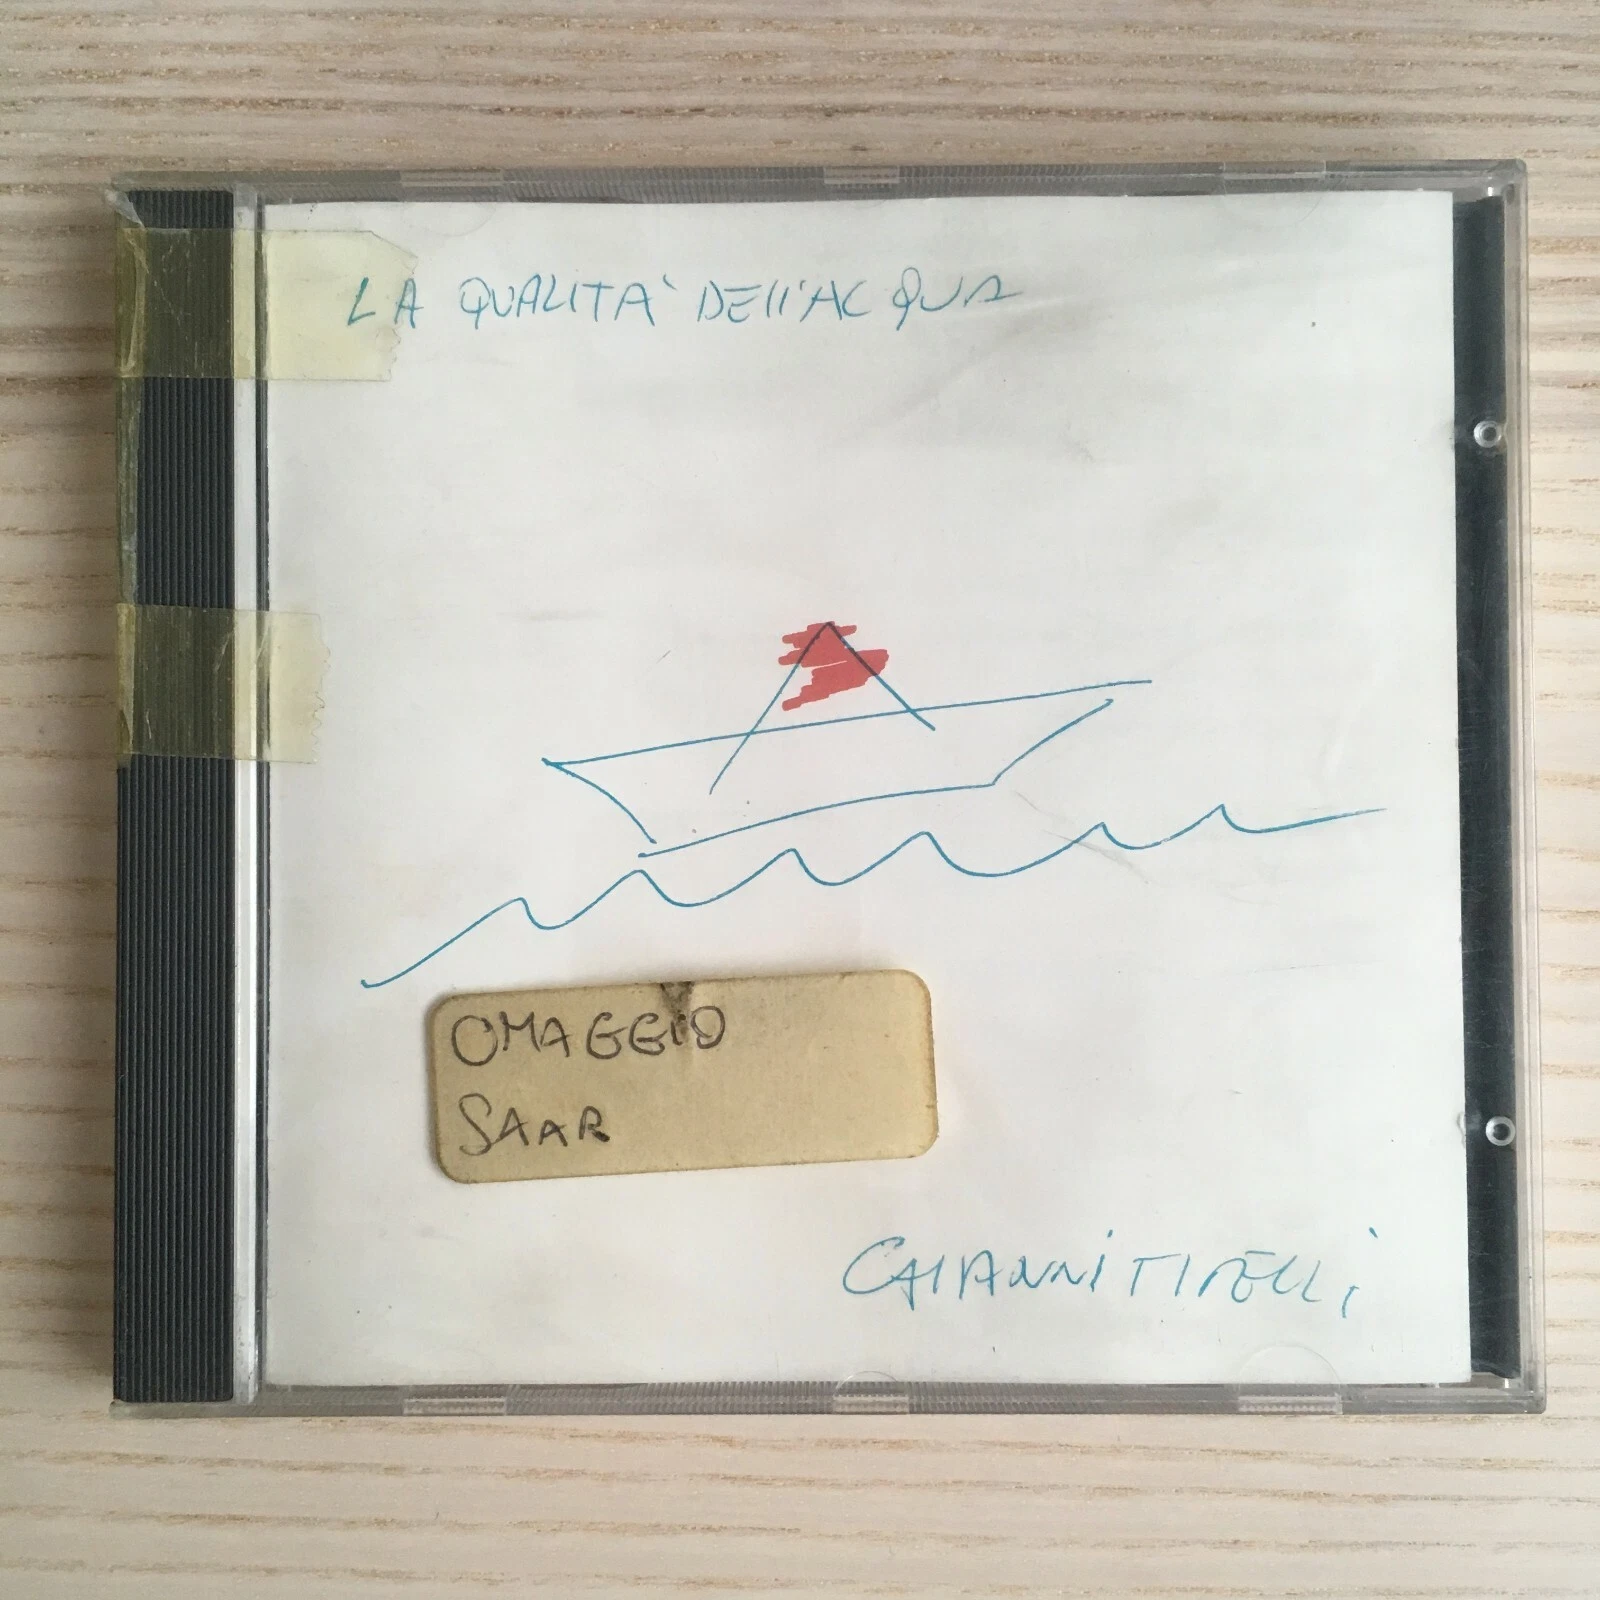 LA QUALITA' DELL'ACQUA
OMAGGIO
SAAR
GIANNI TIRELLI